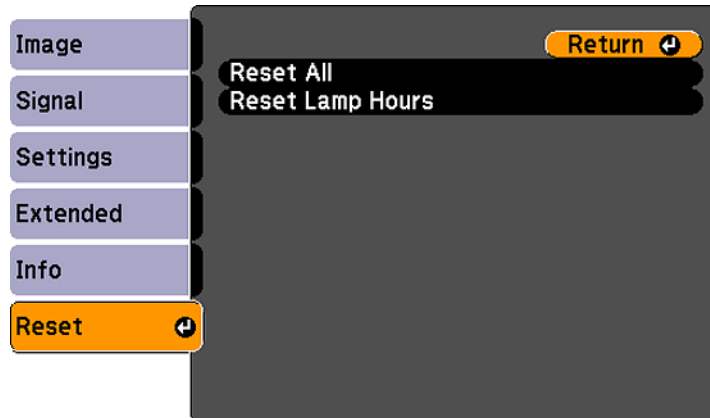 Image
Signal
Settings
Extended
Info
Reset
Return
Reset All
Reset Lamp Hours